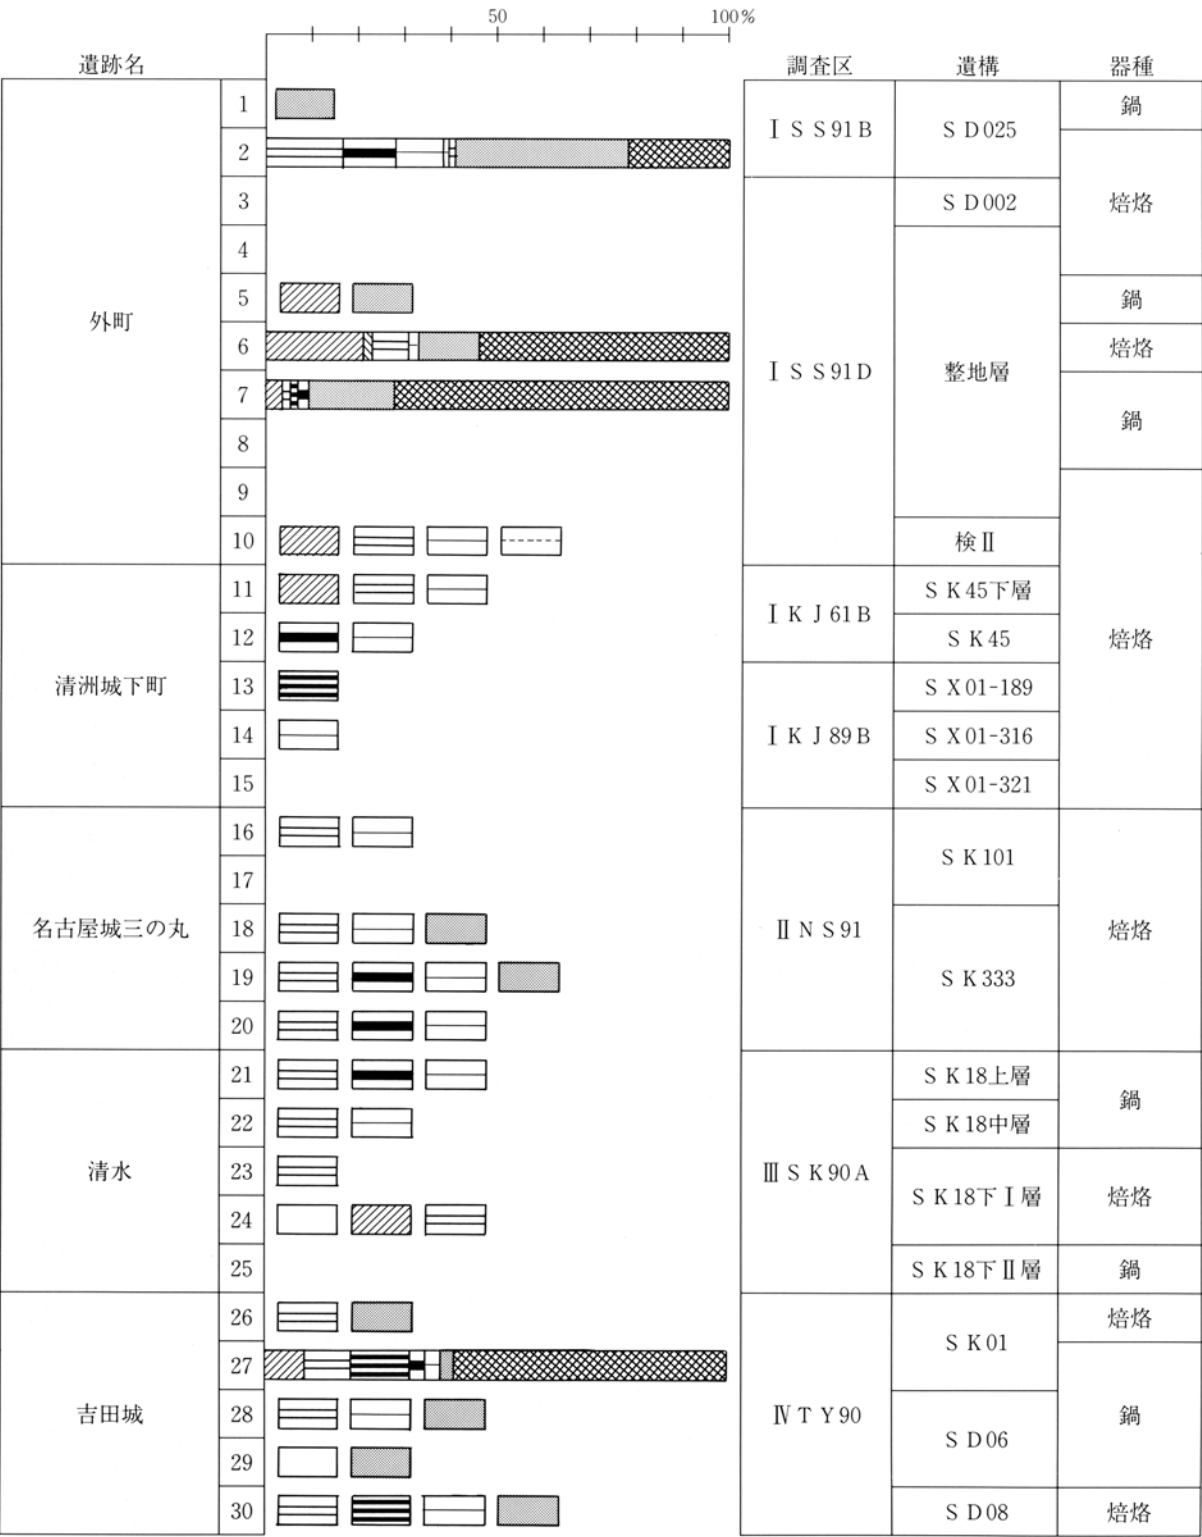 50 100%
遺跡名 調査区 遺構 器種
外町
1
2
3
4
5
6
7
8
9
10
清洲城下町
11
12
13
14
15
名古屋城三の丸
16
17
18
19
20
清水
21
22
23
24
25
吉田城
26
27
28
29
30
ⅠSS91B
ⅠSS91D
ⅠKJ61B
ⅠKJ89B
ⅡNS91
ⅢSK90A
ⅣTY90
SD025
SD002
整地層
検Ⅱ
SK45下層
SK45
SX01-189
SX01-316
SX01-321
SK101
SK333
SK18上層
SK18中層
SK18下Ⅰ層
SK18下Ⅱ層
SK01
SD06
SD08
鍋
焙烙
鍋
焙烙
鍋
焙烙
焙烙
鍋
焙烙
鍋
焙烙
鍋
焙烙